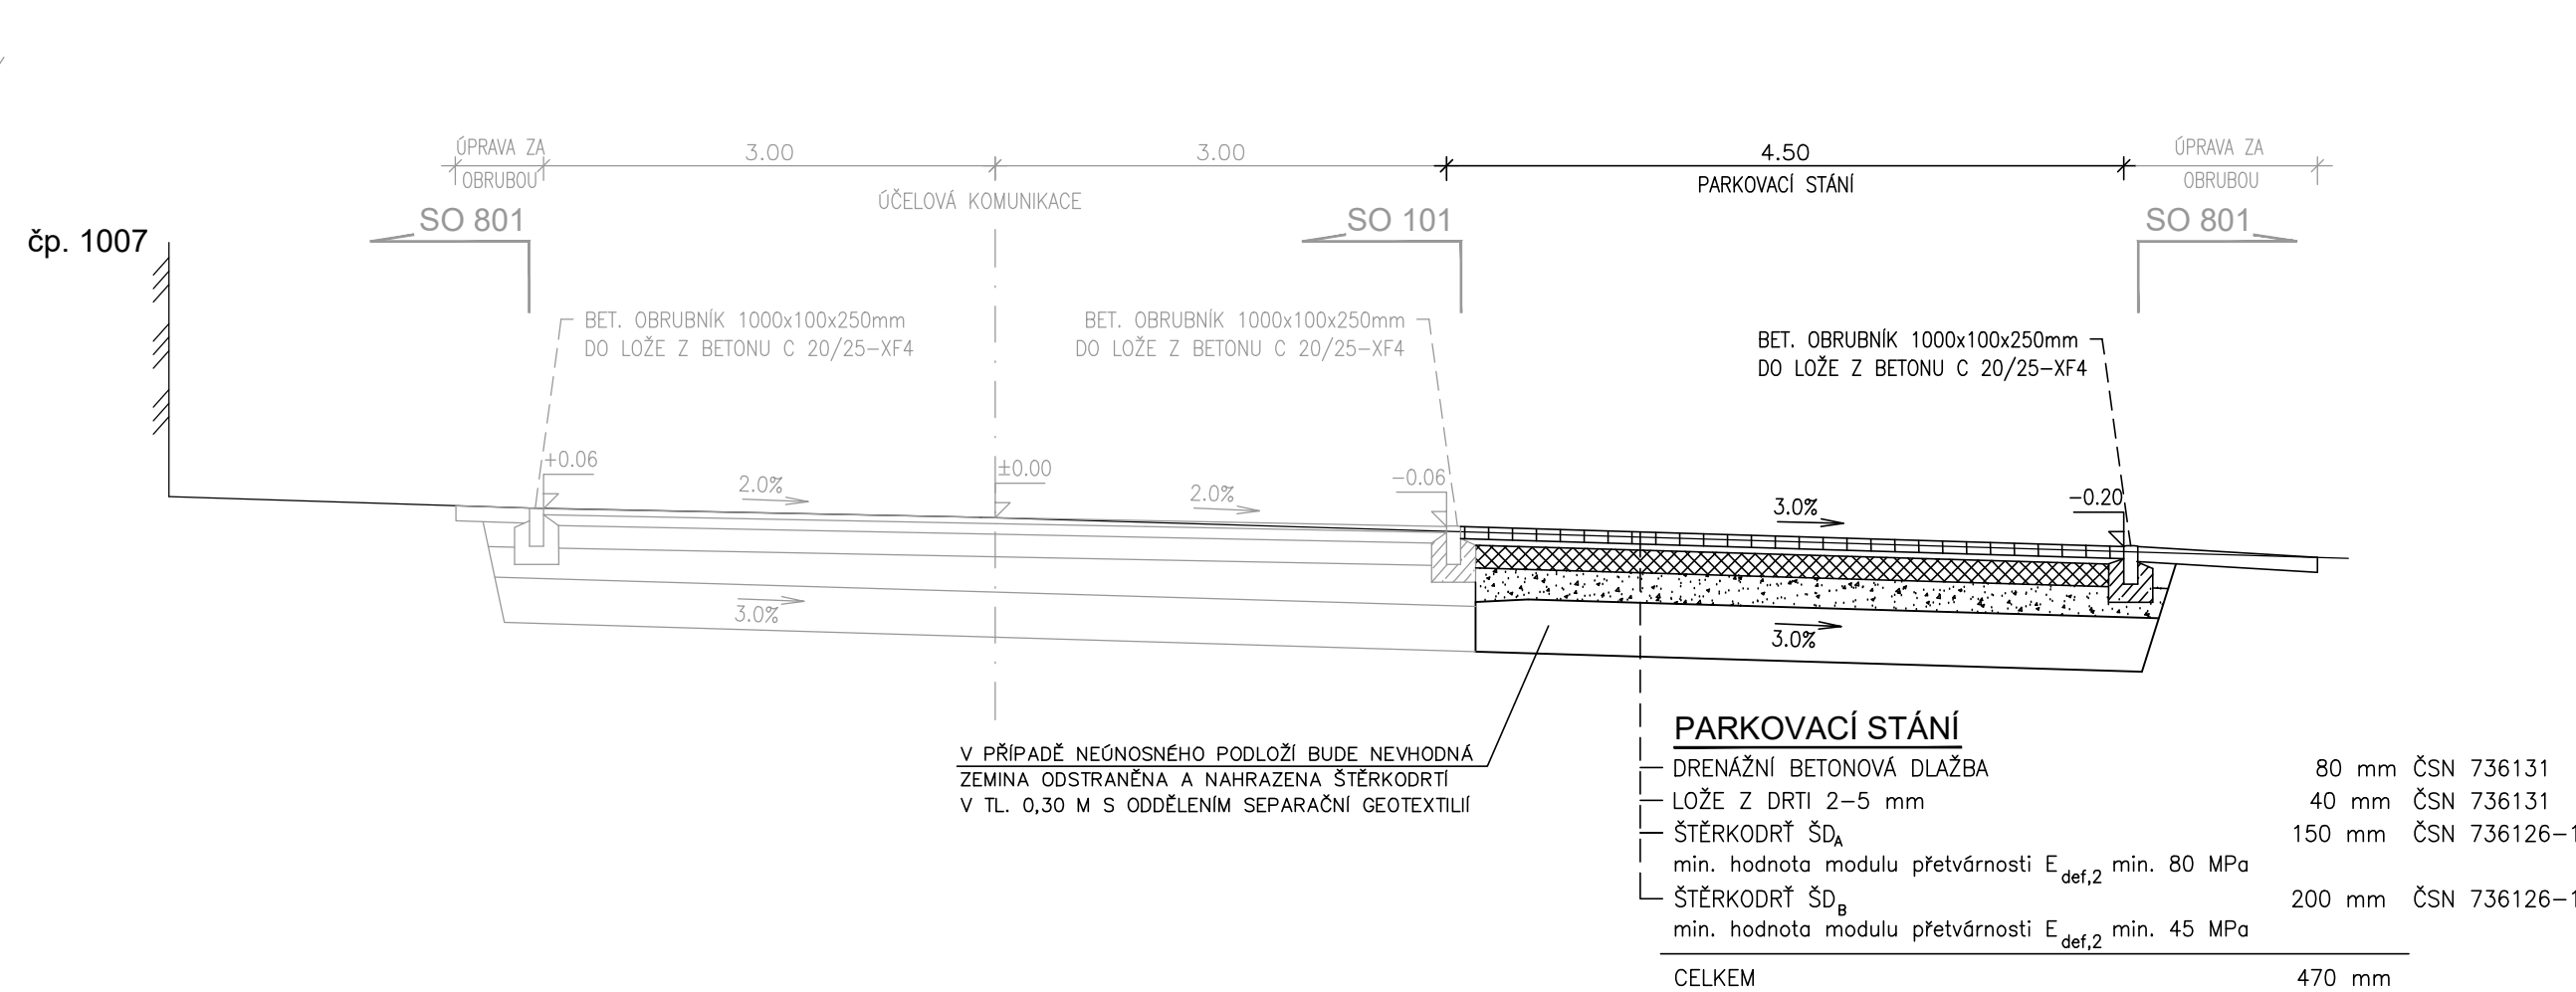 ÚPRAVA ZA
OBRUBOU
3.00
3.00
ÚČELOVÁ KOMUNIKACE
4.50
PARKOVACÍ STÁNÍ
ÚPRAVA ZA
OBRUBOU
čp. 1007
SO 801
SO 101
SO 801
BET. OBRUBNÍK 1000x100x250mm
DO LOŽE Z BETONU C 20/25-XF4
BET. OBRUBNÍK 1000x100x250mm
DO LOŽE Z BETONU C 20/25-XF4
BET. OBRUBNÍK 1000x100x250mm
DO LOŽE Z BETONU C 20/25-XF4
+0.06
2.0%
±0.00
2.0%
-0.06
3.0%
-0.20
3.0%
3.0%
V PŘÍPADĚ NEÚNOSNÉHO PODLOŽÍ BUDE NEVHODNÁ
ZEMINA ODSTRANĚNA A NAHRAZENA ŠTĚRKODRTÍ
V TL. 0,30 M S ODDĚLENÍM SEPARAČNÍ GEOTEXTILIÍ
PARKOVACÍ STÁNÍ
DRENÁŽNÍ BETONOVÁ DLAŽBA 80 mm ČSN 736131
LOŽE Z DRTI 2-5 mm 40 mm ČSN 736131
ŠTĚRKODRŤ ŠDA 150 mm ČSN 736126-1
min. hodnota modulu přetvárnosti Edef,2 min. 80 MPa
ŠTĚRKODRŤ ŠDB 200 mm ČSN 736126-1
min. hodnota modulu přetvárnosti Edef,2 min. 45 MPa
CELKEM 470 mm